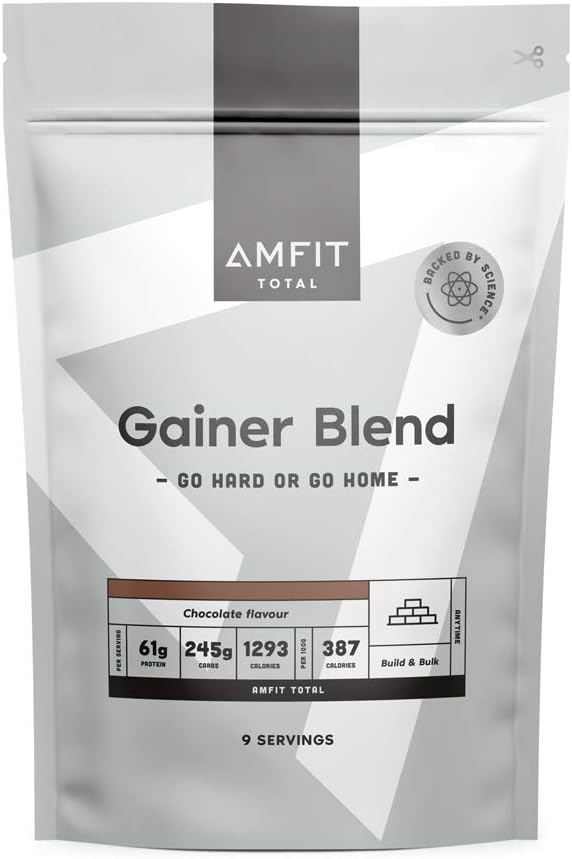 AMFIT
TOTAL
BACKED BY SCIENCE*
Gainer Blend
- GO HARD OR GO HOME -
Chocolate flavour
PER SERVING
61g
PROTEIN
245g
CARBS
1293
CALORIES
PER 100G
387
CALORIES
Build & Bulk
ANYTIME
AMFIT TOTAL
9 SERVINGS